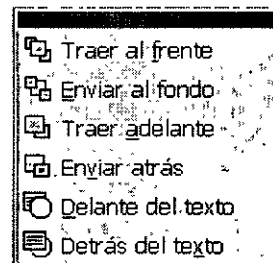 Traer al frente
Enviar al fondo
Traer adelante
Enviar atrás
Delante del texto
Detrás del texto